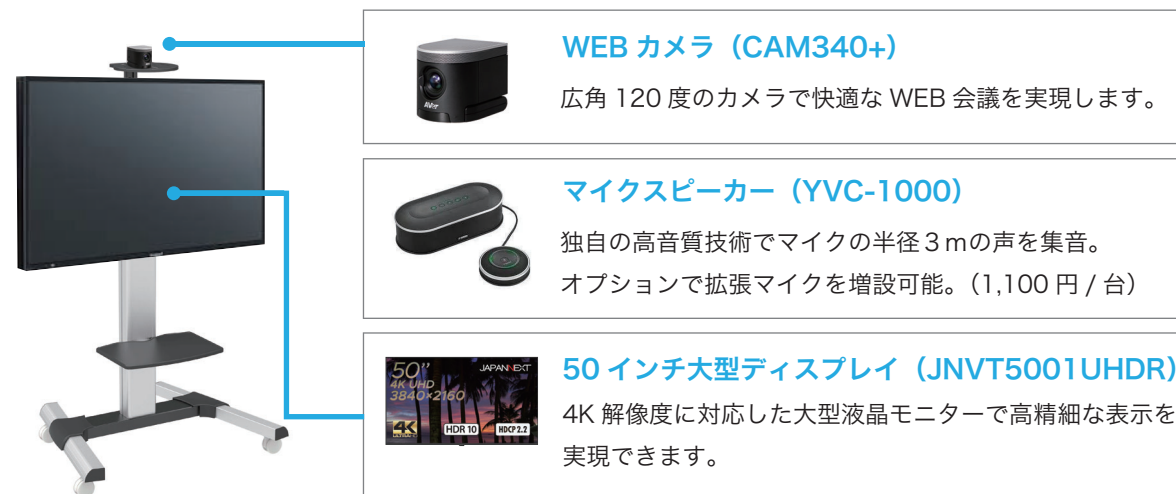 WEB カメラ（CAM340+）
広角 120 度のカメラで快適な WEB 会議を実現します。
AVer
マイクスピーカー（YVC-1000）
独自の高音質技術でマイクの半径３ｍの声を集音。
オプションで拡張マイクを増設可能。（1,100 円 / 台）
50 インチ大型ディスプレイ（JNVT5001UHDR）
4K 解像度に対応した大型液晶モニターで高精細な表示を
実現できます。
50” JAPANNEXT
4K UHD
3840×2160
4K HDR 10 HDCP 2.2